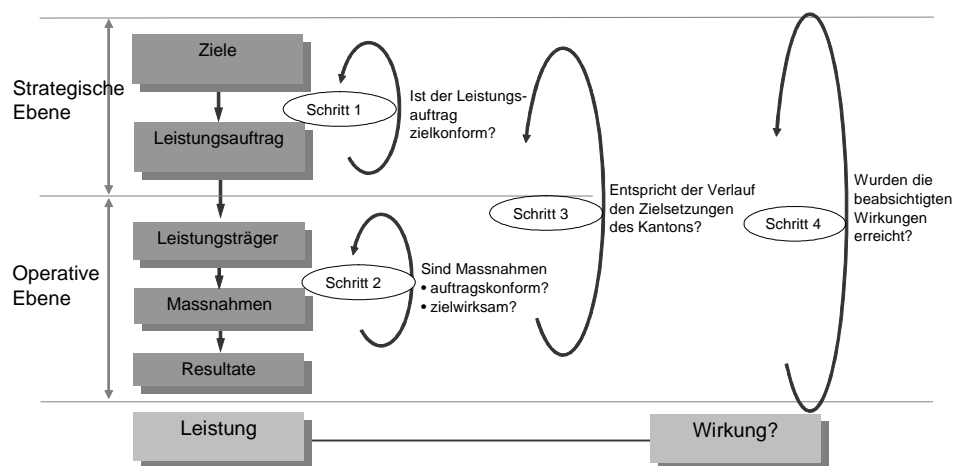 Strategische
Ebene
Ziele
Leistungsauftrag
Schritt 1
Ist der Leistungs-
auftrag
zielkonform?
Operative
Ebene
Leistungsträger
Massnahmen
Resultate
Schritt 2
Sind Massnahmen
• auftragskonform?
• zielwirksam?
Schritt 3
Entspricht der Verlauf
den Zielsetzungen
des Kantons?
Schritt 4
Wurden die
beabsichtigten
Wirkungen
erreicht?
Leistung
Wirkung?